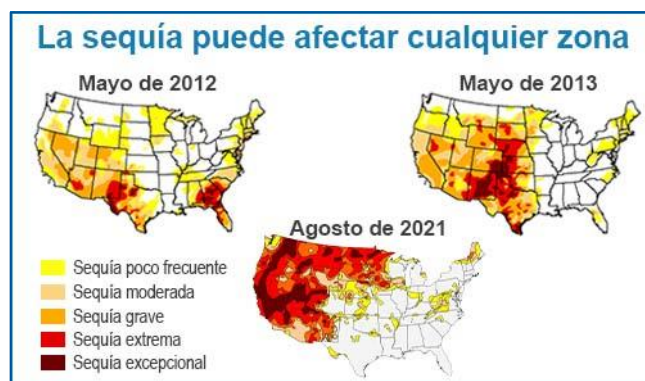 La sequía puede afectar cualquier zona
Mayo de 2012
Mayo de 2013
Agosto de 2021
Sequía poco frecuente
Sequía moderada
Sequía grave
Sequía extrema
Sequía excepcional